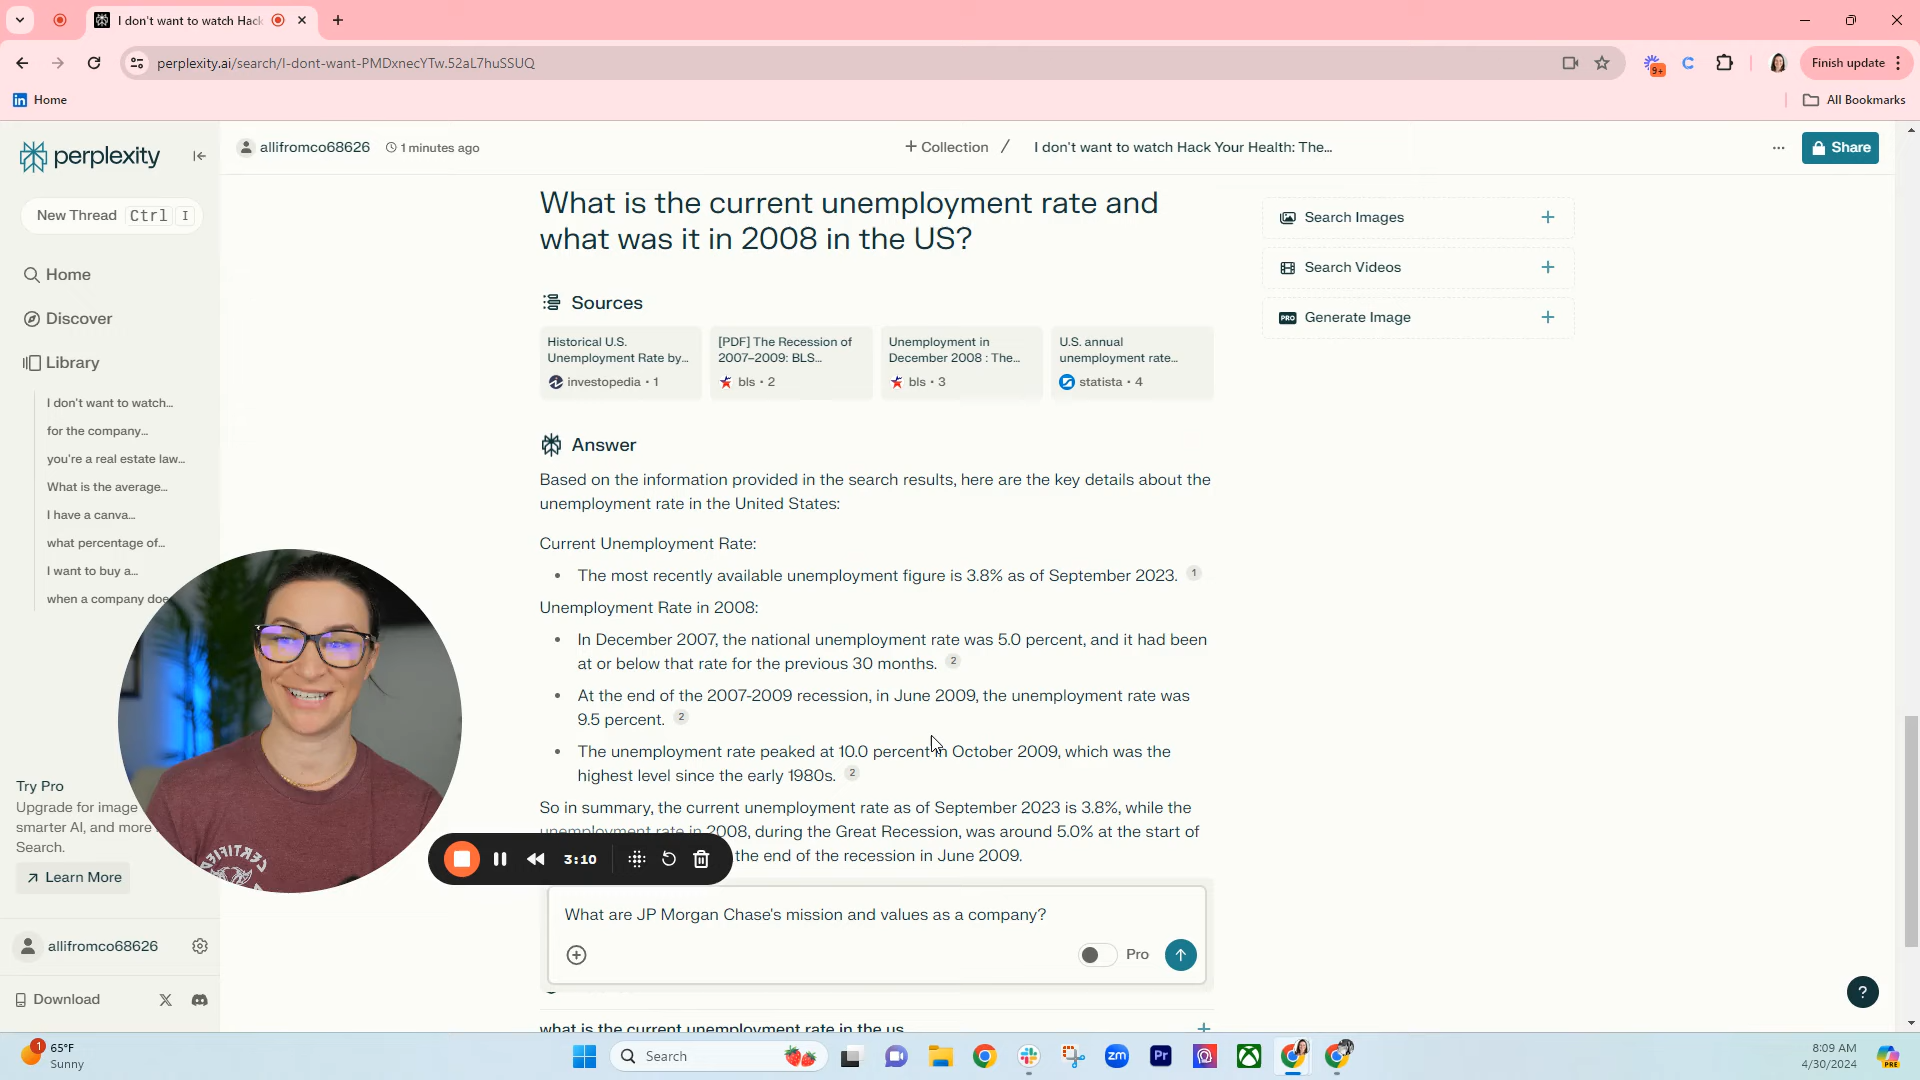 I don't want to watch Hack
perplexity.ai/search/I-dont-want-PMDxnecYTw.52aL7huSSUQ
9+
C
Finish update
in Home
All Bookmarks
perplexity
allifromco68626
1 minutes ago
+ Collection / I don't want to watch Hack Your Health: The...
...
Share
New Thread Ctrl I
Home
Discover
Library
I don't want to watch...
for the company...
you're a real estate law...
What is the average...
I have a canva...
what percentage of...
I want to buy a...
when a company doe
Try Pro
Upgrade for image
smarter AI, and more
Search.
Learn More
allifromco68626
Download
What is the current unemployment rate and
what was it in 2008 in the US?
Sources
Historical U.S.
Unemployment Rate by...
investopedia • 1
[PDF] The Recession of
2007–2009: BLS...
bls • 2
Unemployment in
December 2008 : The...
bls • 3
U.S. annual
unemployment rate...
statista • 4
Answer
Based on the information provided in the search results, here are the key details about the
unemployment rate in the United States:
Current Unemployment Rate:
• The most recently available unemployment figure is 3.8% as of September 2023. 1
Unemployment Rate in 2008:
• In December 2007, the national unemployment rate was 5.0 percent, and it had been
at or below that rate for the previous 30 months. 2
• At the end of the 2007-2009 recession, in June 2009, the unemployment rate was
9.5 percent. 2
• The unemployment rate peaked at 10.0 percent in October 2009, which was the
highest level since the early 1980s. 2
So in summary, the current unemployment rate as of September 2023 is 3.8%, while the
unemployment rate in 2008, during the Great Recession, was around 5.0% at the start of
the end of the recession in June 2009.
3:10
What are JP Morgan Chase's mission and values as a company?
Pro
what is the current unemployment rate in the us
Search Images
Search Videos
PRO Generate Image
?
CERTIFIED
1
65°F
Sunny
Search
zm
Pr
8:09 AM
4/30/2024
PRE